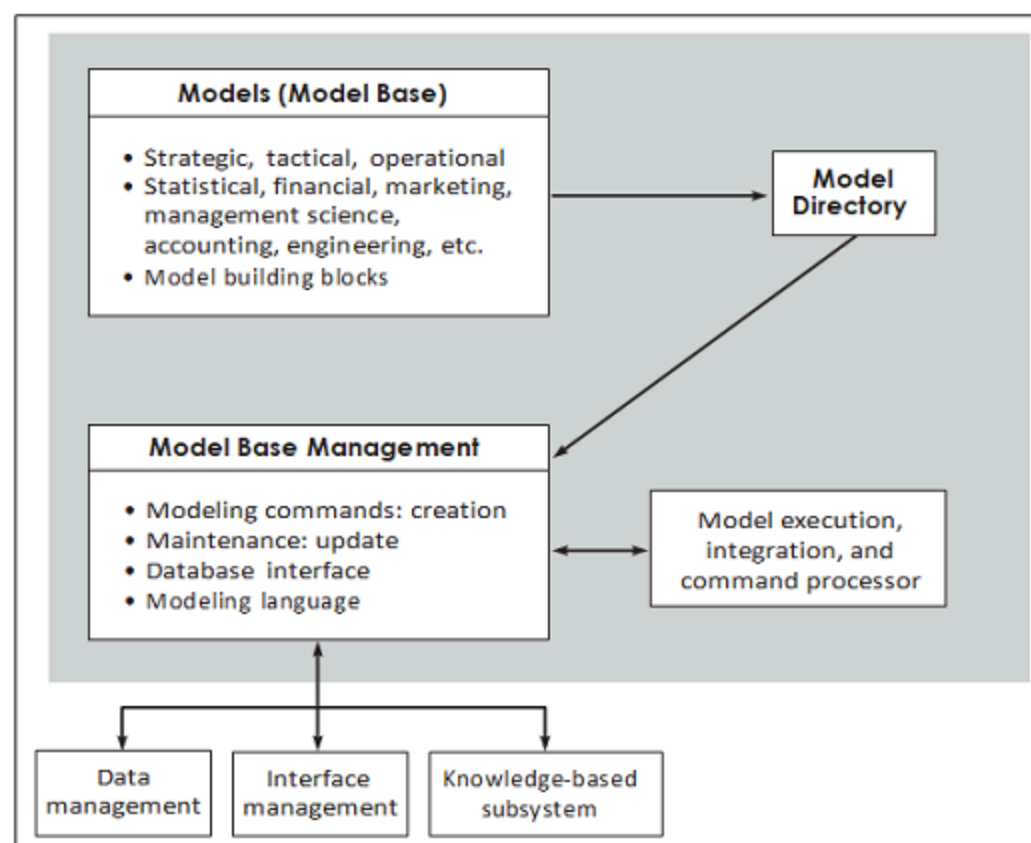 Models (Model Base)
• Strategic, tactical, operational
• Statistical, financial, marketing,
management science,
accounting, engineering, etc.
• Model building blocks
Model
Directory
Model Base Management
• Modeling commands: creation
• Maintenance: update
• Database interface
• Modeling language
Model execution,
integration, and
command processor
Data
management
Interface
management
Knowledge-based
subsystem